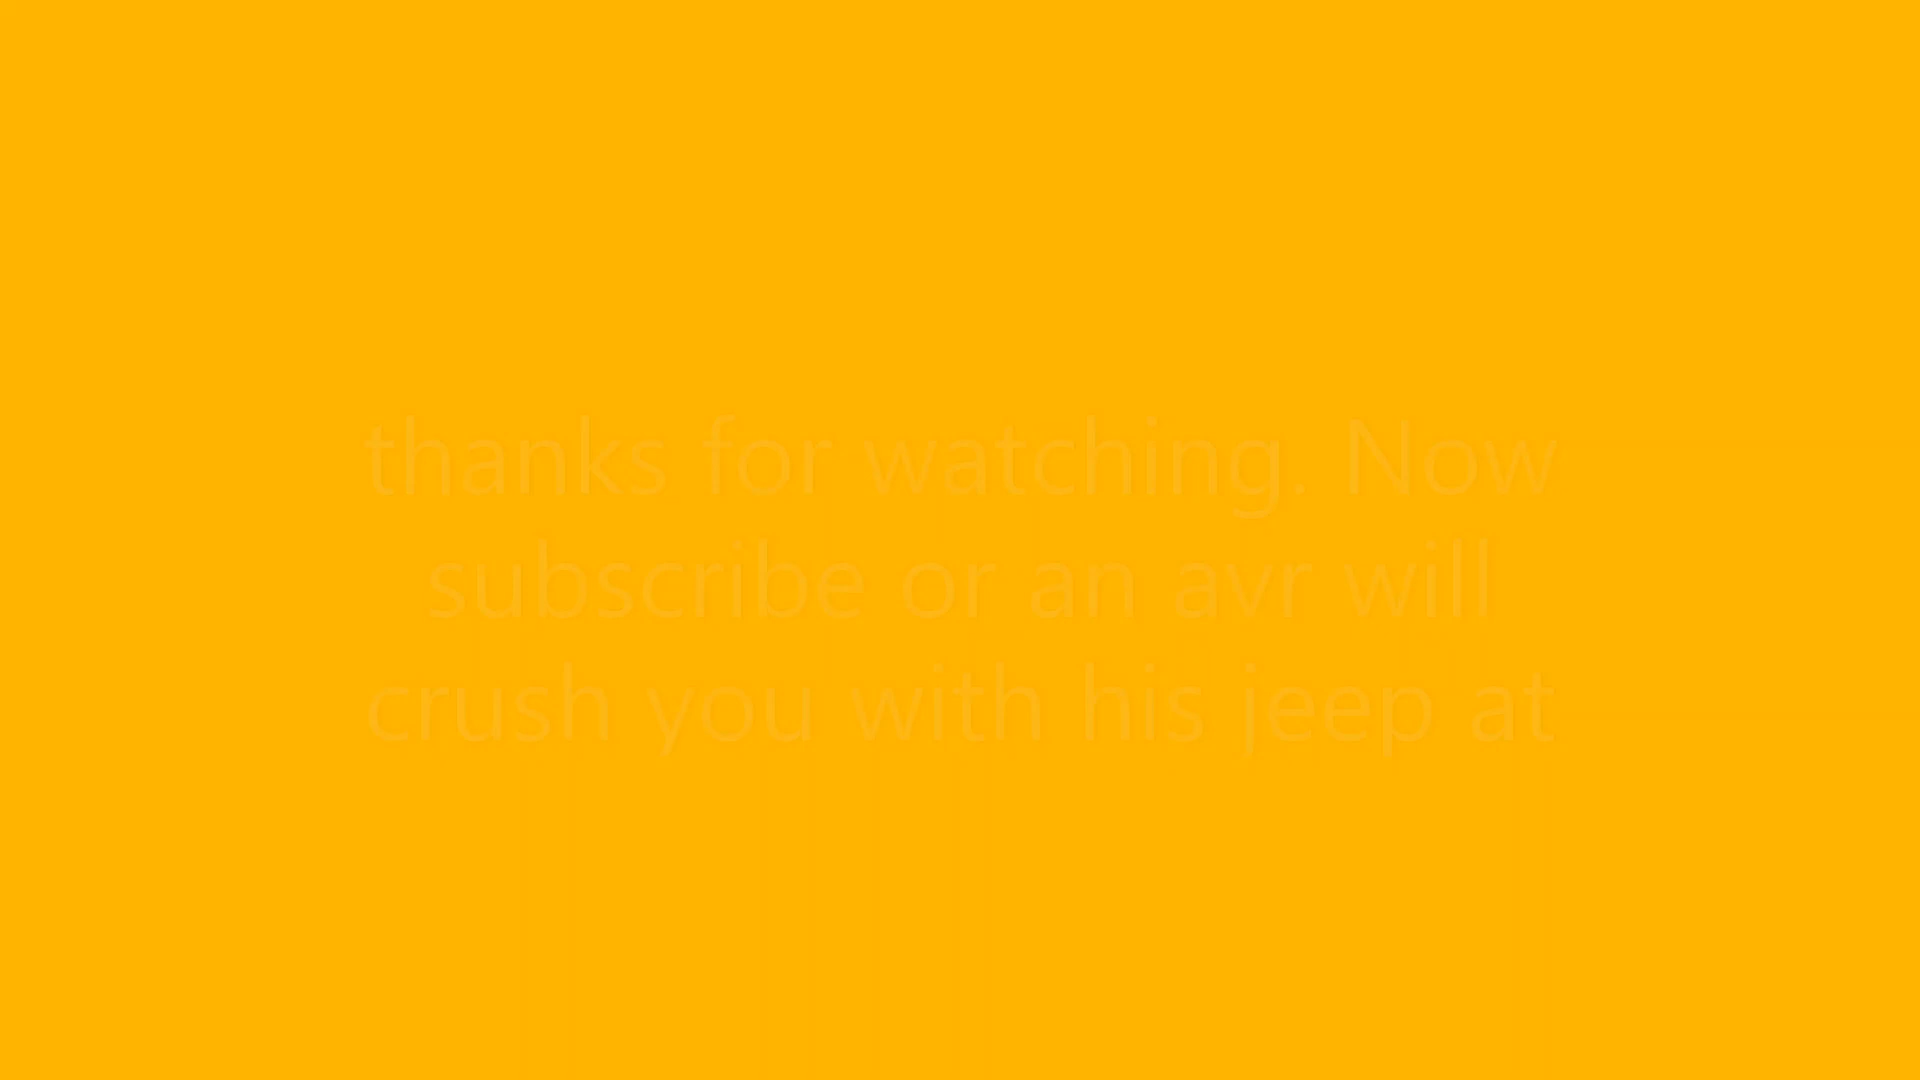 thanks for watching. Now
subscribe or an avr will
crush you with his jeep at